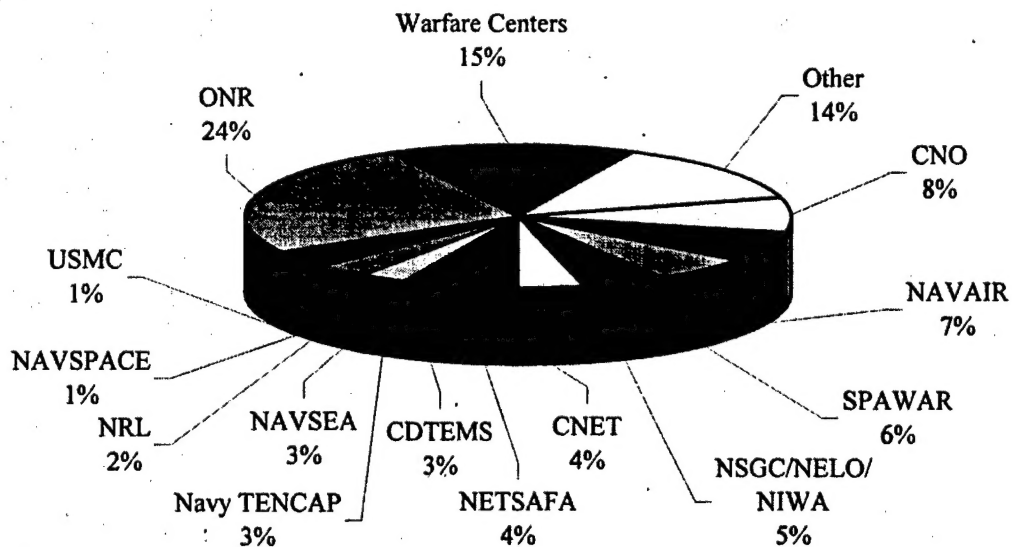 Warfare Centers
15%
Other
14%
CNO
8%
NAVAIR
7%
SPAWAR
6%
NSGC/NELO/
NIWA
5%
CNET
4%
NETSAFA
4%
CDTEMS
3%
Navy TENCAP
3%
NAVSEA
3%
NRL
2%
NAVSPACE
1%
USMC
1%
ONR
24%